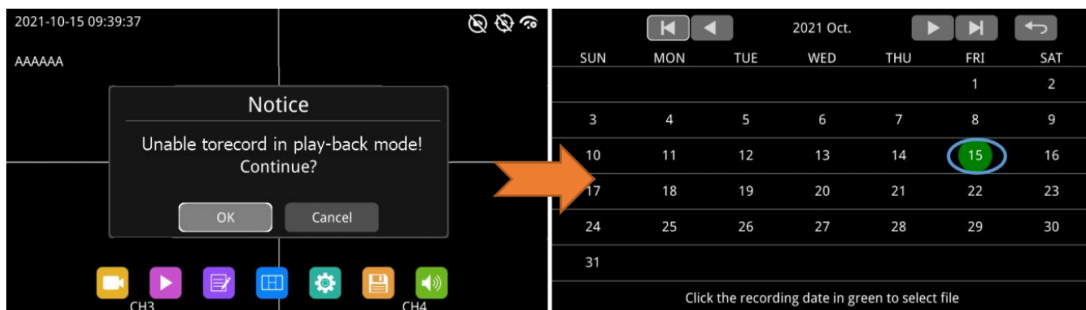 2021-10-15 09:39:37
AAAAAA
Notice
Unable torecord in play-back mode!
Continue?
OK Cancel
CH3 CH4
2021 Oct.
SUN MON TUE WED THU FRI SAT
1 2
3 4 5 6 7 8 9
10 11 12 13 14 15 16
17 18 19 20 21 22 23
24 25 26 27 28 29 30
31
Click the recording date in green to select file